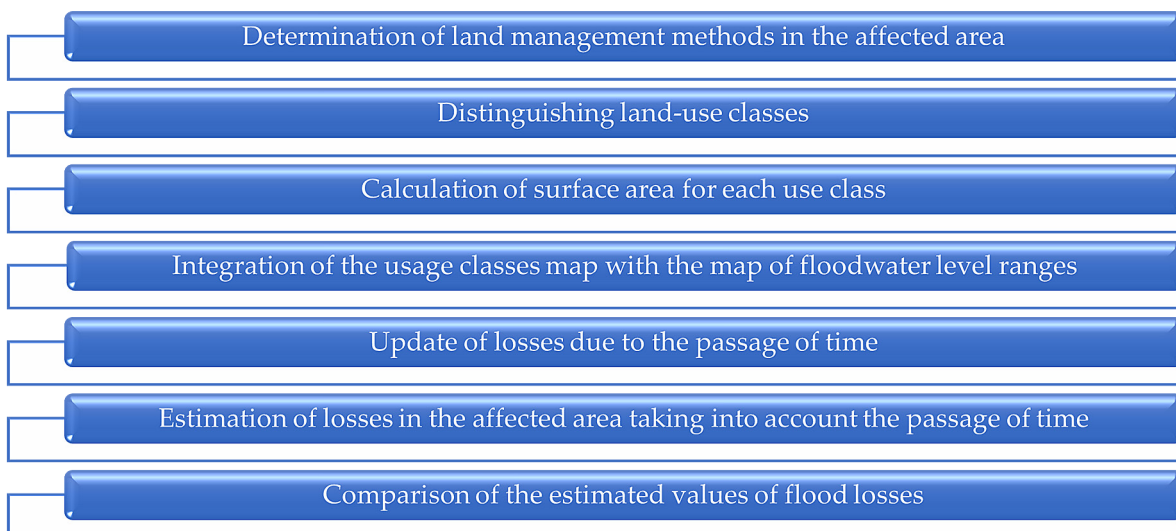 Determination of land management methods in the affected area
Distinguishing land-use classes
Calculation of surface area for each use class
Integration of the usage classes map with the map of floodwater level ranges
Update of losses due to the passage of time
Estimation of losses in the affected area taking into account the passage of time
Comparison of the estimated values of flood losses